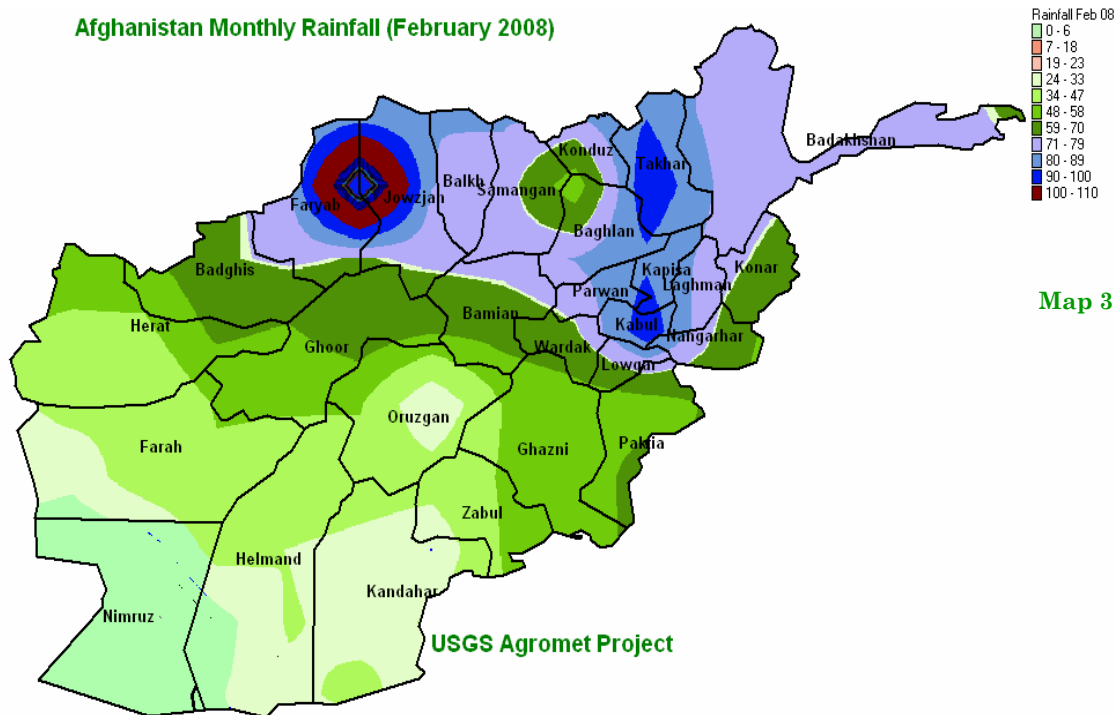 Afghanistan Monthly Rainfall (February 2008)
Rainfall Feb 08
0 - 6
7 - 18
19 - 23
24 - 33
34 - 47
48 - 58
59 - 70
71 - 79
80 - 89
90 - 100
100 - 110
Badakhshan
Konduz
Takhar
Balkh
Samangan
Faryab
Jowzjan
Baghlan
Badghis
Kapisa
Konar
Laghman
Parwan
Map 3
Herat
Bamian
Kabul
Nangarhar
Ghoor
Wardak
Lowgar
Oruzgan
Farah
Ghazni
Paktia
Zabul
Helmand
Kandahar
Nimruz
USGS Agromet Project